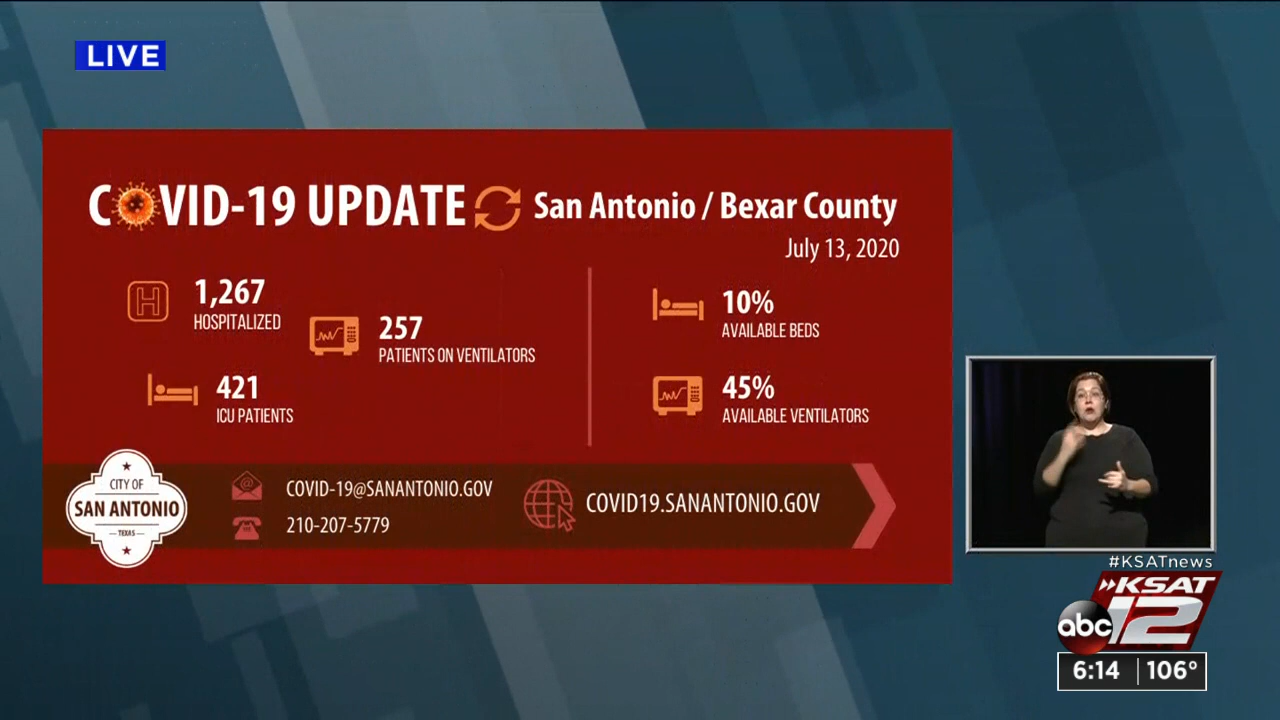 LIVE
COVID-19 UPDATE
San Antonio / Bexar County
July 13, 2020
H
1,267
HOSPITALIZED
257
PATIENTS ON VENTILATORS
421
ICU PATIENTS
10%
AVAILABLE BEDS
45%
AVAILABLE VENTILATORS
CITY OF
SAN ANTONIO
TEXAS
@
COVID-19@SANANTONIO.GOV
210-207-5779
COVID19.SANANTONIO.GOV
#KSATnews
KSAT
abc 12
6:14 106°